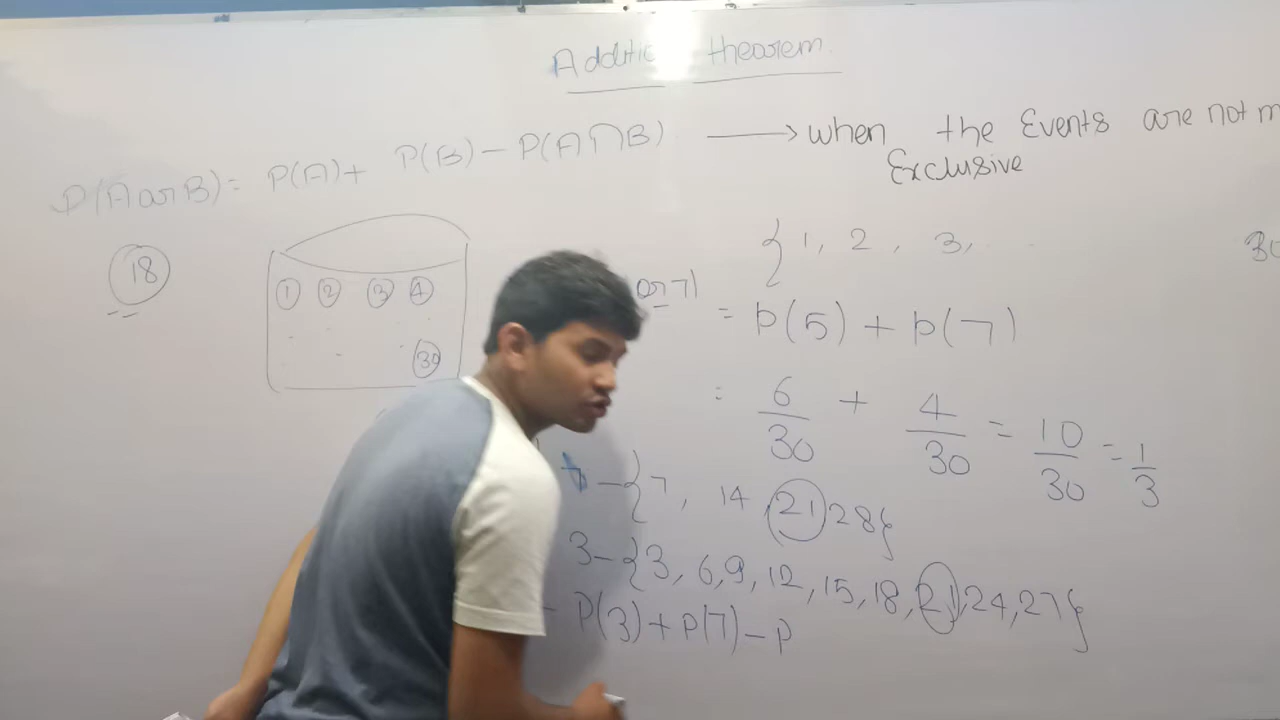 Additio theorem.
P(A or B) = P(A) + P(B) − P(A∩B) → when the Events are not m
Exclusive
18
1 2 3 4
30
{ 1, 2, 3,
30
or 7)
= p(5) + p(7)
= 6/30 + 4/30 = 10/30 = 1/3
7 – {7, 14, 21 28}
3 – {3, 6, 9, 12, 15, 18, 21, 24, 27}
P(3) + P(7) – P